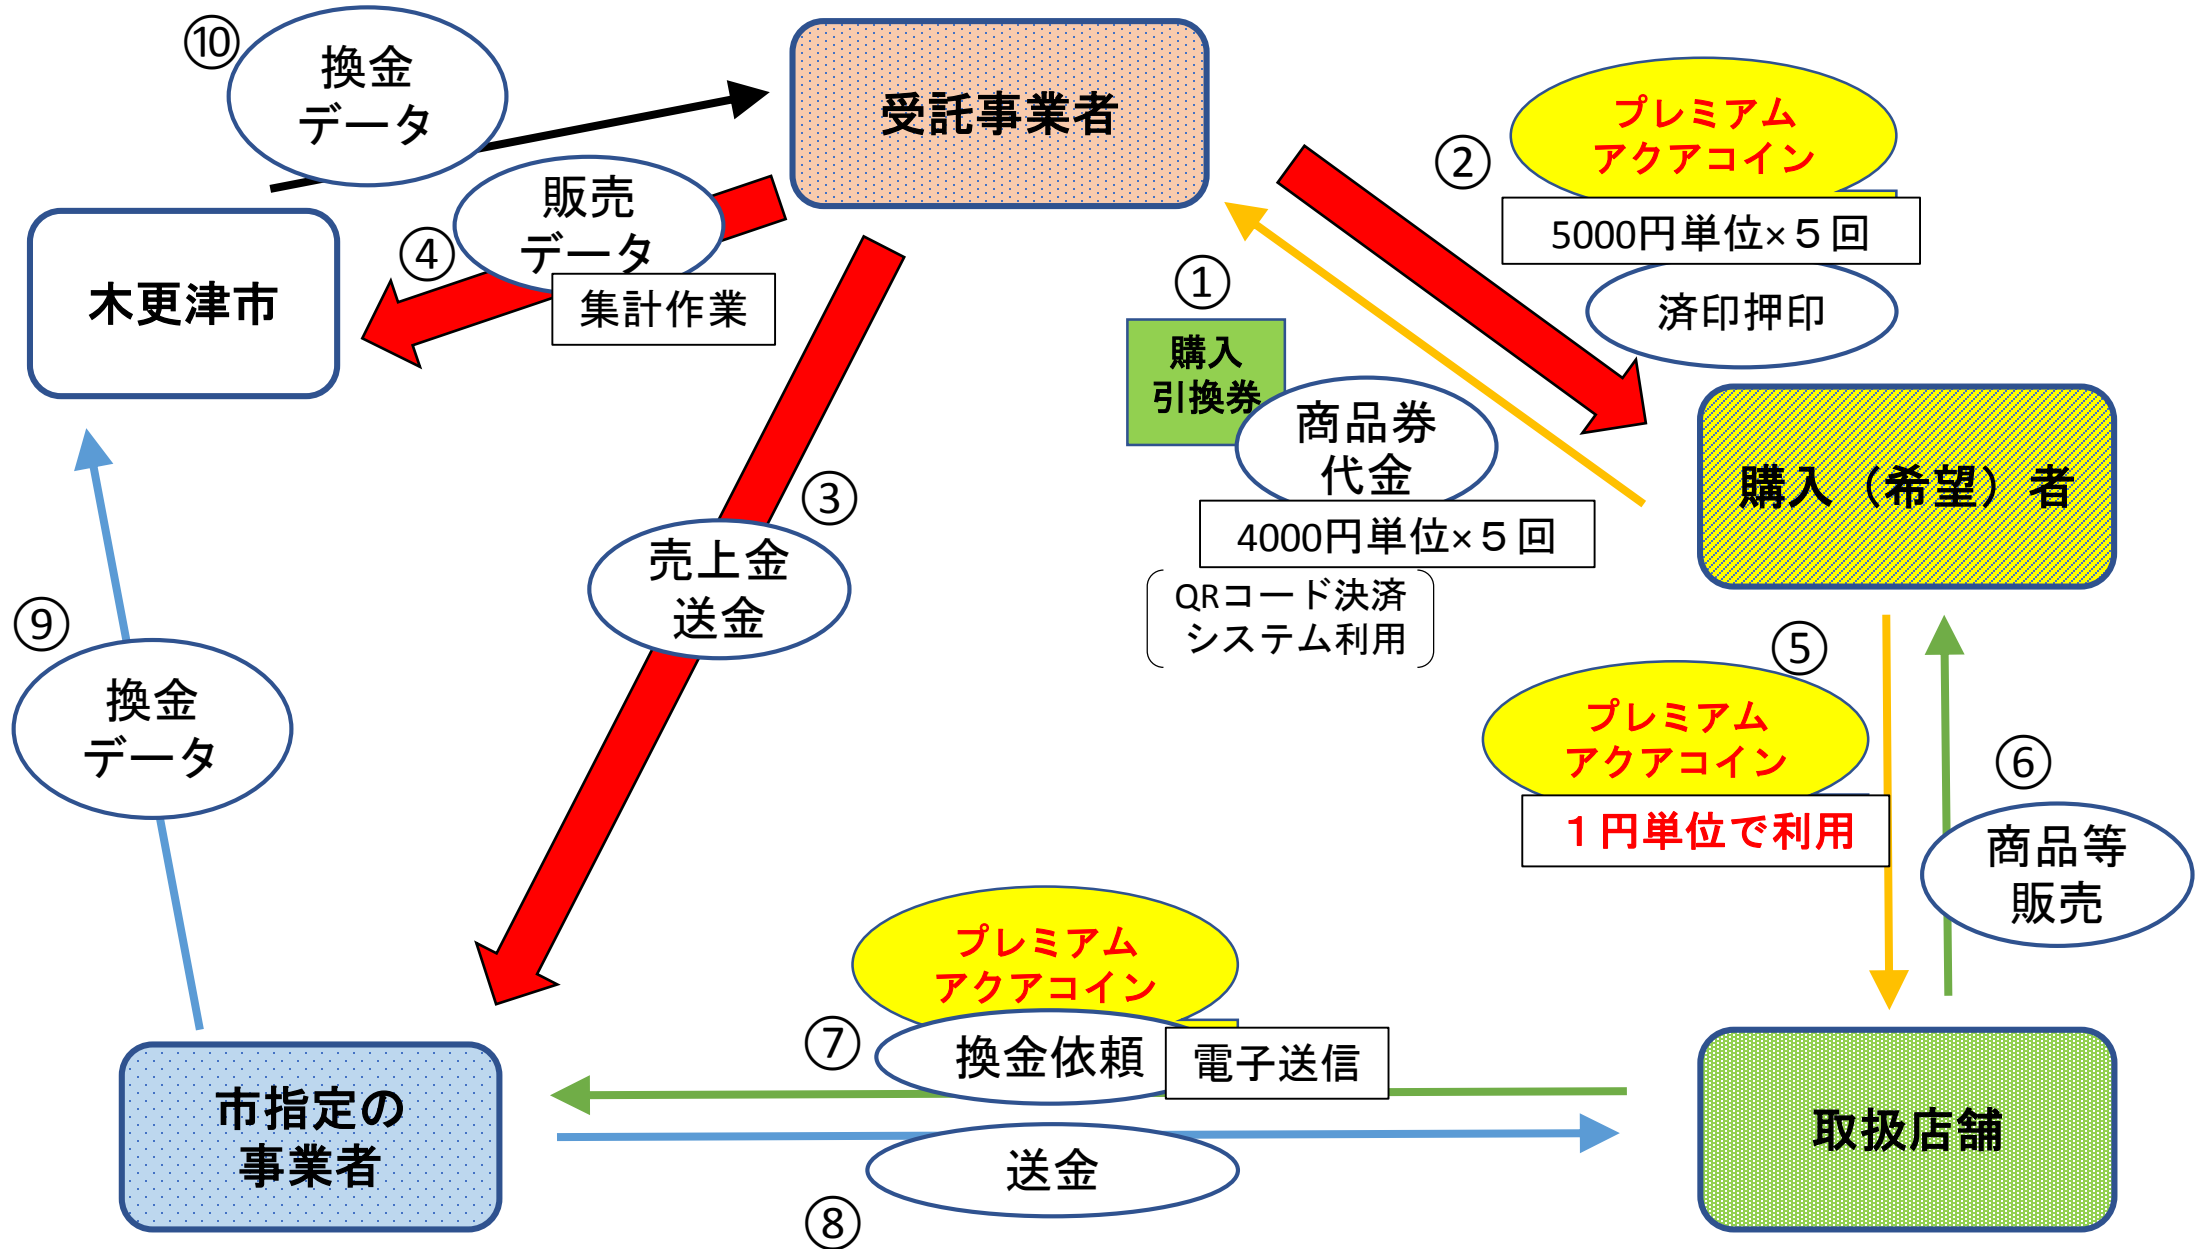 ⑩
換金
データ
受託事業者
②
プレミアム
アクアコイン
5000円単位×５回
済印押印
販売
データ
④
集計作業
木更津市
①
購入
引換券
商品券
代金
4000円単位×５回
QRコード決済
システム利用
購入（希望）者
③
売上金
送金
⑨
換金
データ
⑤
プレミアム
アクアコイン
１円単位で利用
⑥
商品等
販売
プレミアム
アクアコイン
⑦
換金依頼
電子送信
市指定の
事業者
送金
⑧
取扱店舗